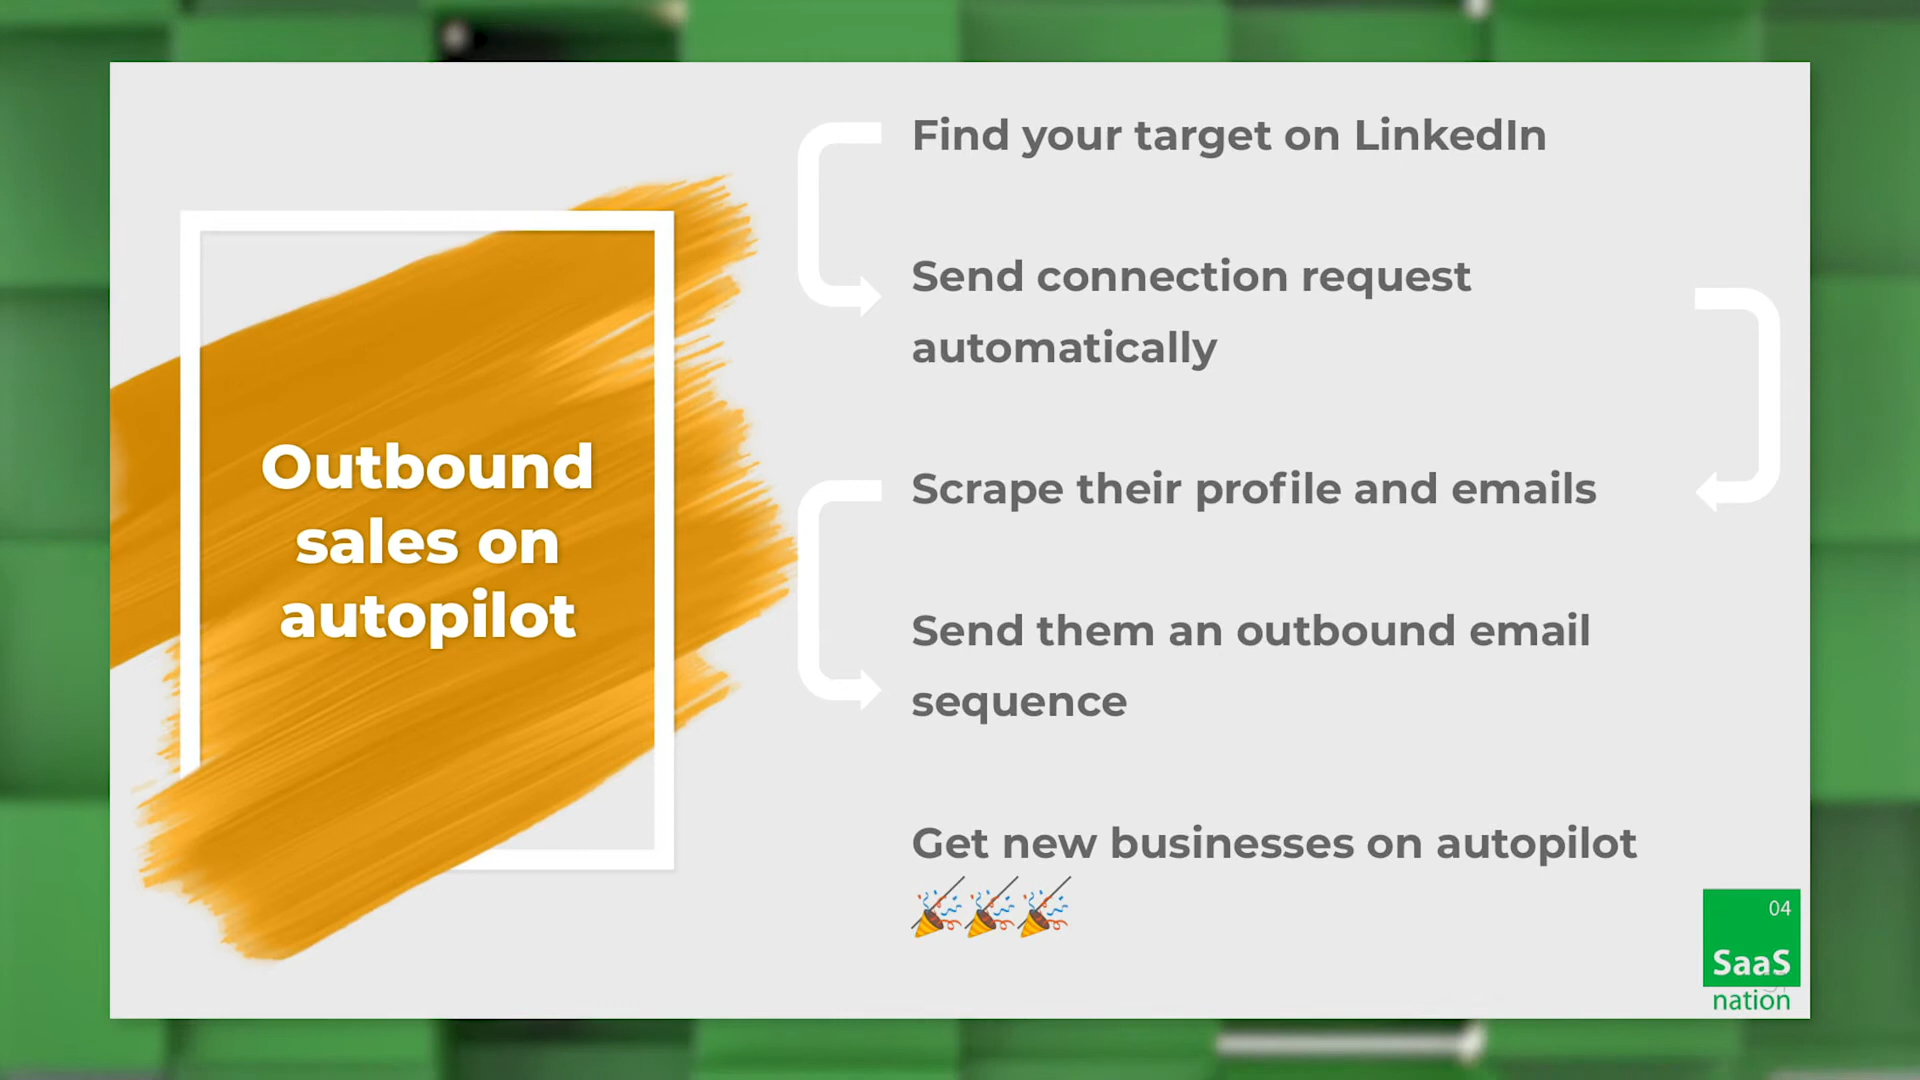 Outbound
sales on
autopilot
Find your target on LinkedIn
Send connection request
automatically
Scrape their profile and emails
Send them an outbound email
sequence
Get new businesses on autopilot
🎉🎉🎉
04
SaaS
nation